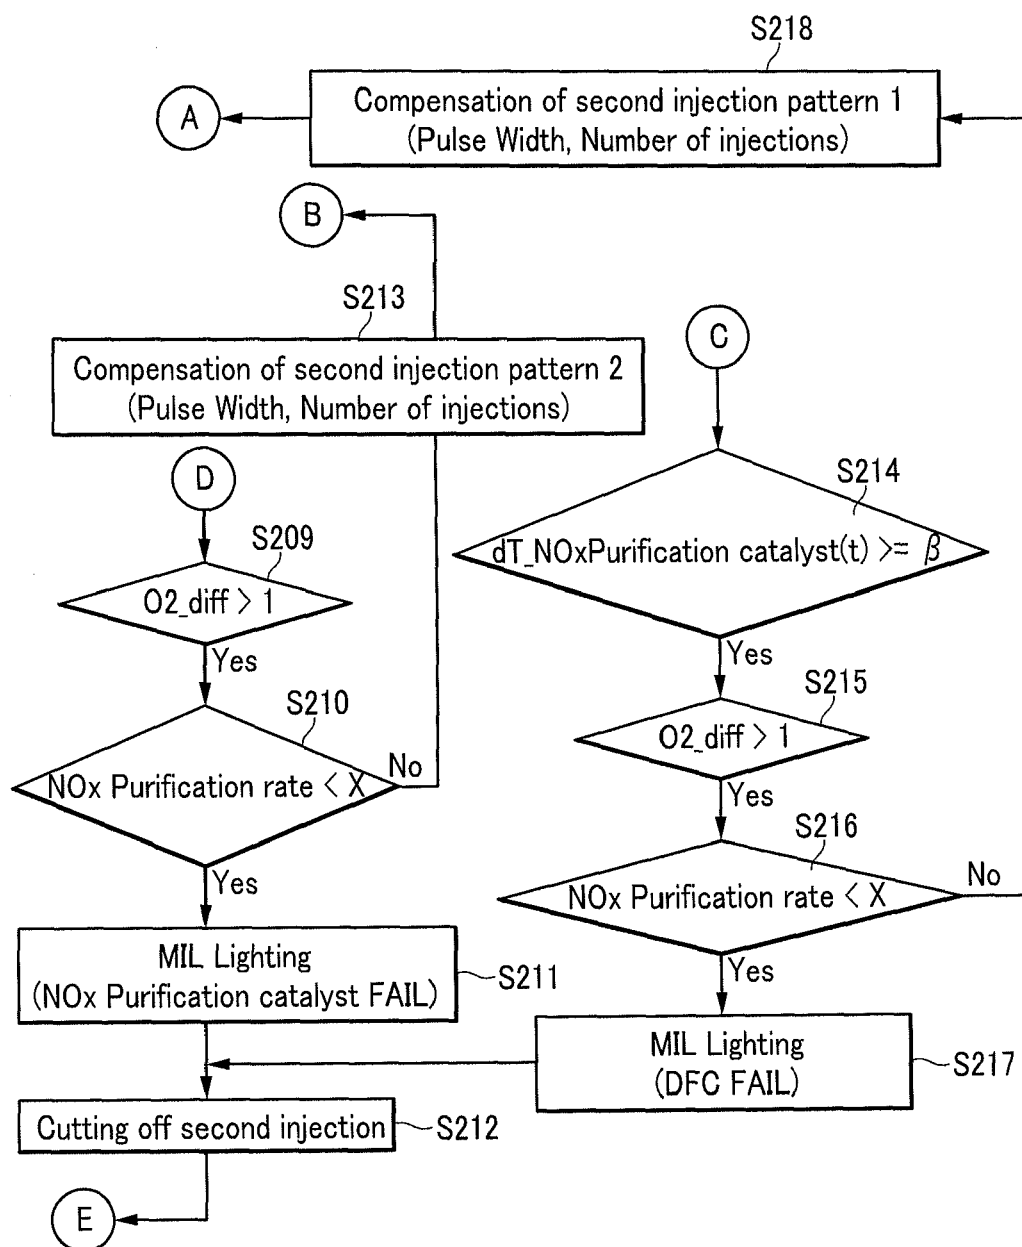 S218
Compensation of second injection pattern 1
(Pulse Width, Number of injections)
A
B
S213
Compensation of second injection pattern 2
(Pulse Width, Number of injections)
C
D
S214
dT_NOxPurification catalyst(t) >= β
S209
O2_diff > 1
Yes
Yes
S210
S215
O2_diff > 1
NOx Purification rate < X
No
Yes
S216
NOx Purification rate < X
No
Yes
Yes
MIL Lighting
(NOx Purification catalyst FAIL)
S211
MIL Lighting
(DFC FAIL)
S217
Cutting off second injection
S212
E